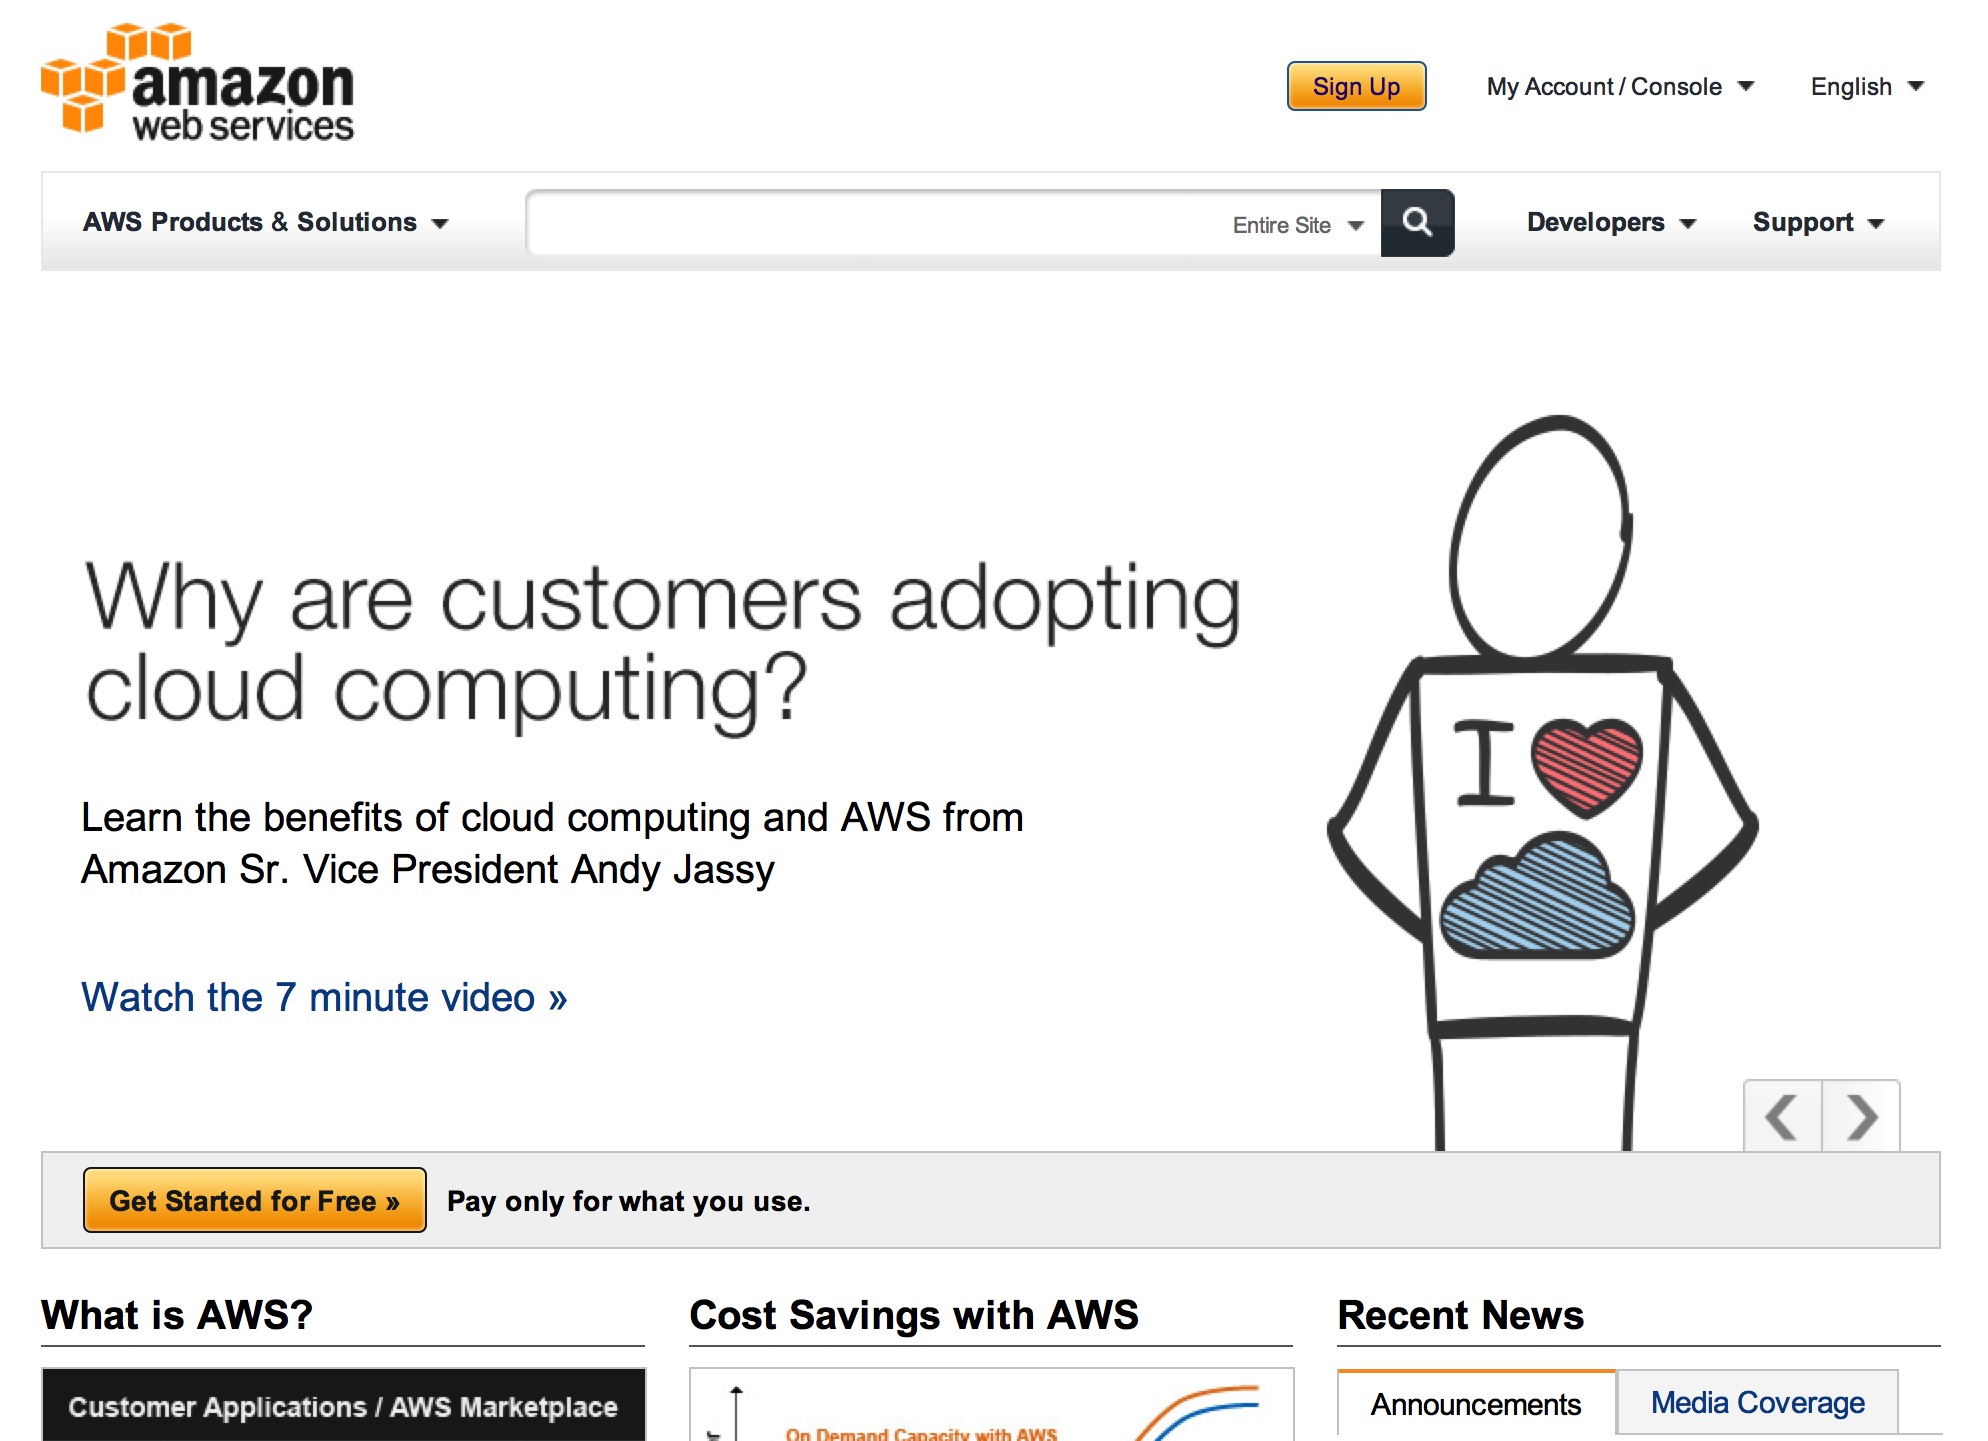 amazon
web services
Sign Up
My Account / Console
English
AWS Products & Solutions
Entire Site
Developers
Support
Why are customers adopting
cloud computing?
I
Learn the benefits of cloud computing and AWS from
Amazon Sr. Vice President Andy Jassy
Watch the 7 minute video »
Get Started for Free »
Pay only for what you use.
What is AWS?
Cost Savings with AWS
Recent News
Customer Applications / AWS Marketplace
On Demand Capacity with AWS
Announcements
Media Coverage